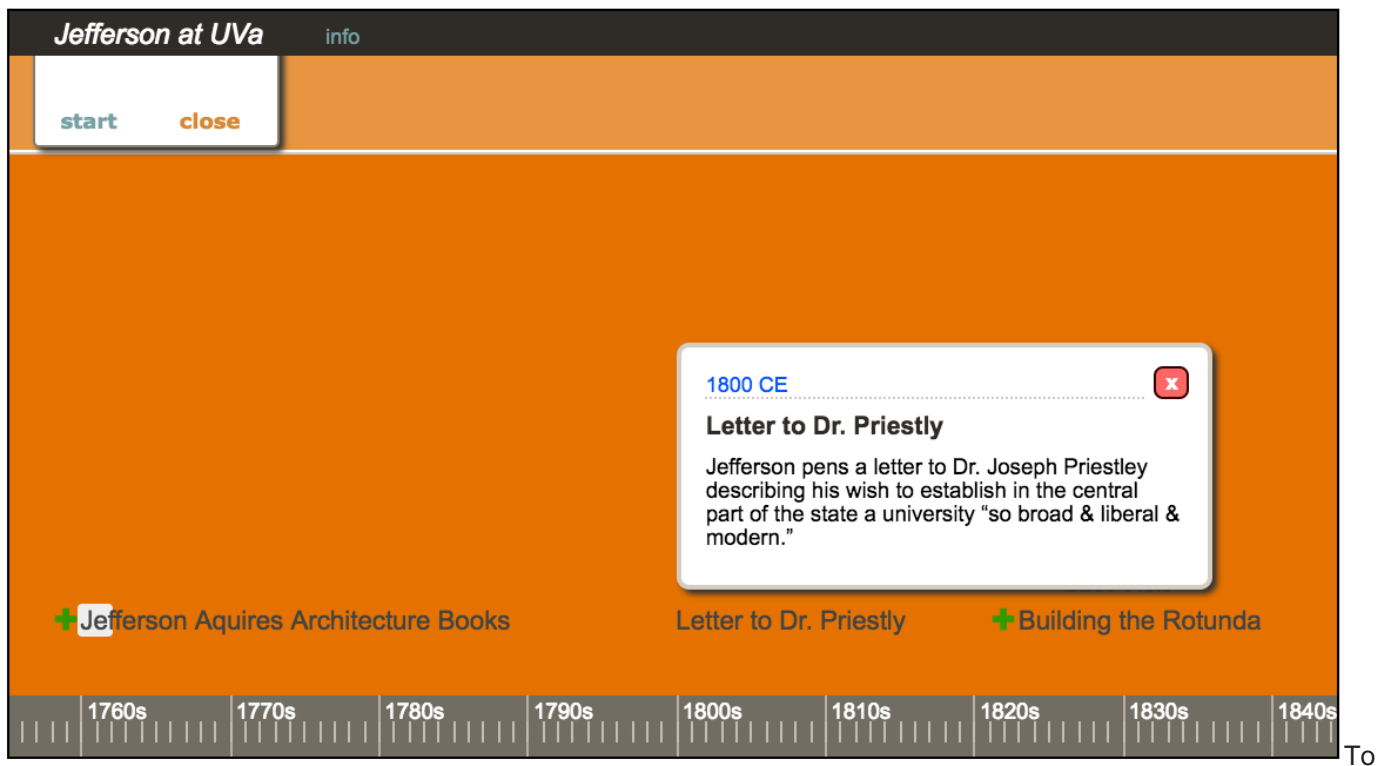 Jefferson at UVa info
start close
1800 CE
x
Letter to Dr. Priestly
Jefferson pens a letter to Dr. Joseph Priestley
describing his wish to establish in the central
part of the state a university “so broad & liberal &
modern.”
Jefferson Aquires Architecture Books Letter to Dr. Priestly Building the Rotunda
1760s 1770s 1780s 1790s 1800s 1810s 1820s 1830s 1840s
To